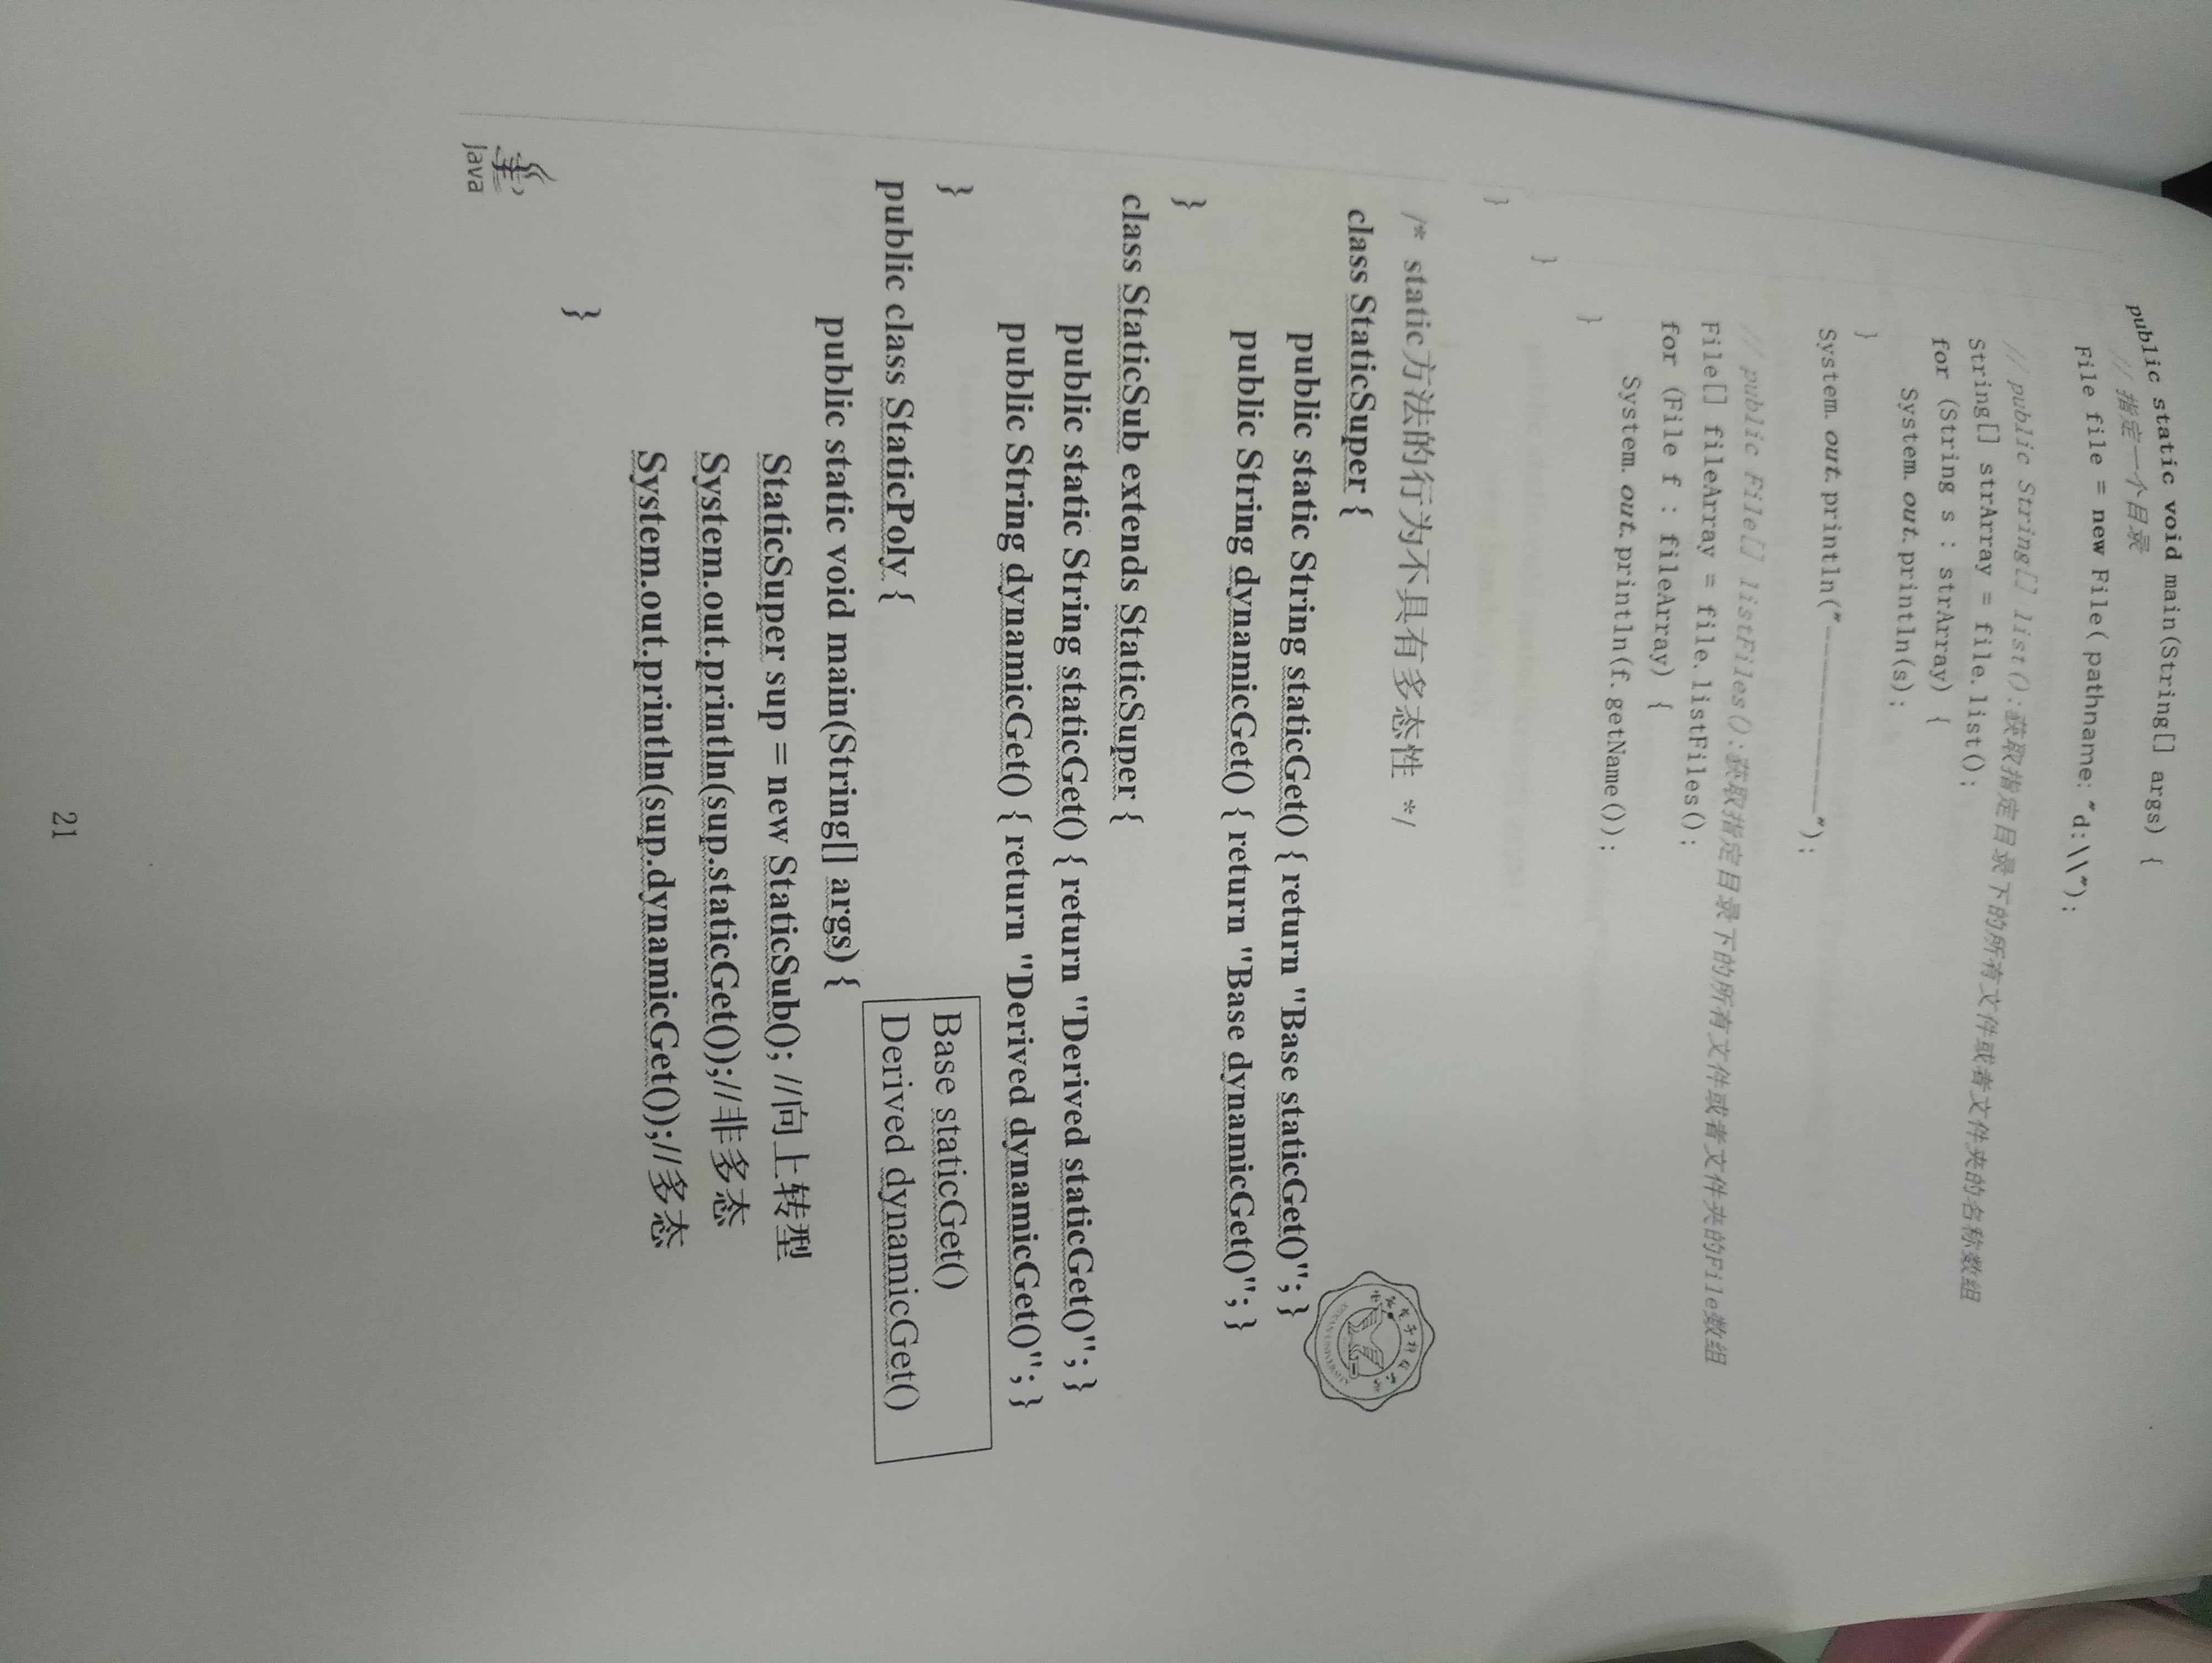 public static void main(String[] args) {
// 指定一个目录
File file = new File( pathname: "d:\\");
// public String[] list():获取指定目录下的所有文件或者文件夹的名称数组
String[] strArray = file.list();
for (String s : strArray) {
System.out.println(s);
}
System.out.println("————————————");
// public File[] listFiles():获取指定目录下的所有文件或者文件夹的File数组
File[] fileArray = file.listFiles();
for (File f : fileArray) {
System.out.println(f.getName());
}
}
}
/* static方法的行为不具有多态性 */
class StaticSuper {
public static String staticGet() { return "Base staticGet()"; }
public String dynamicGet() { return "Base dynamicGet()"; }
}
class StaticSub extends StaticSuper {
public static String staticGet() { return "Derived staticGet()"; }
public String dynamicGet() { return "Derived dynamicGet()"; }
}
public class StaticPoly {
public static void main(String[] args) {
StaticSuper sup = new StaticSub(); //向上转型
System.out.println(sup.staticGet());//非多态
System.out.println(sup.dynamicGet());//多态
}
Base staticGet()
Derived dynamicGet()
java
21